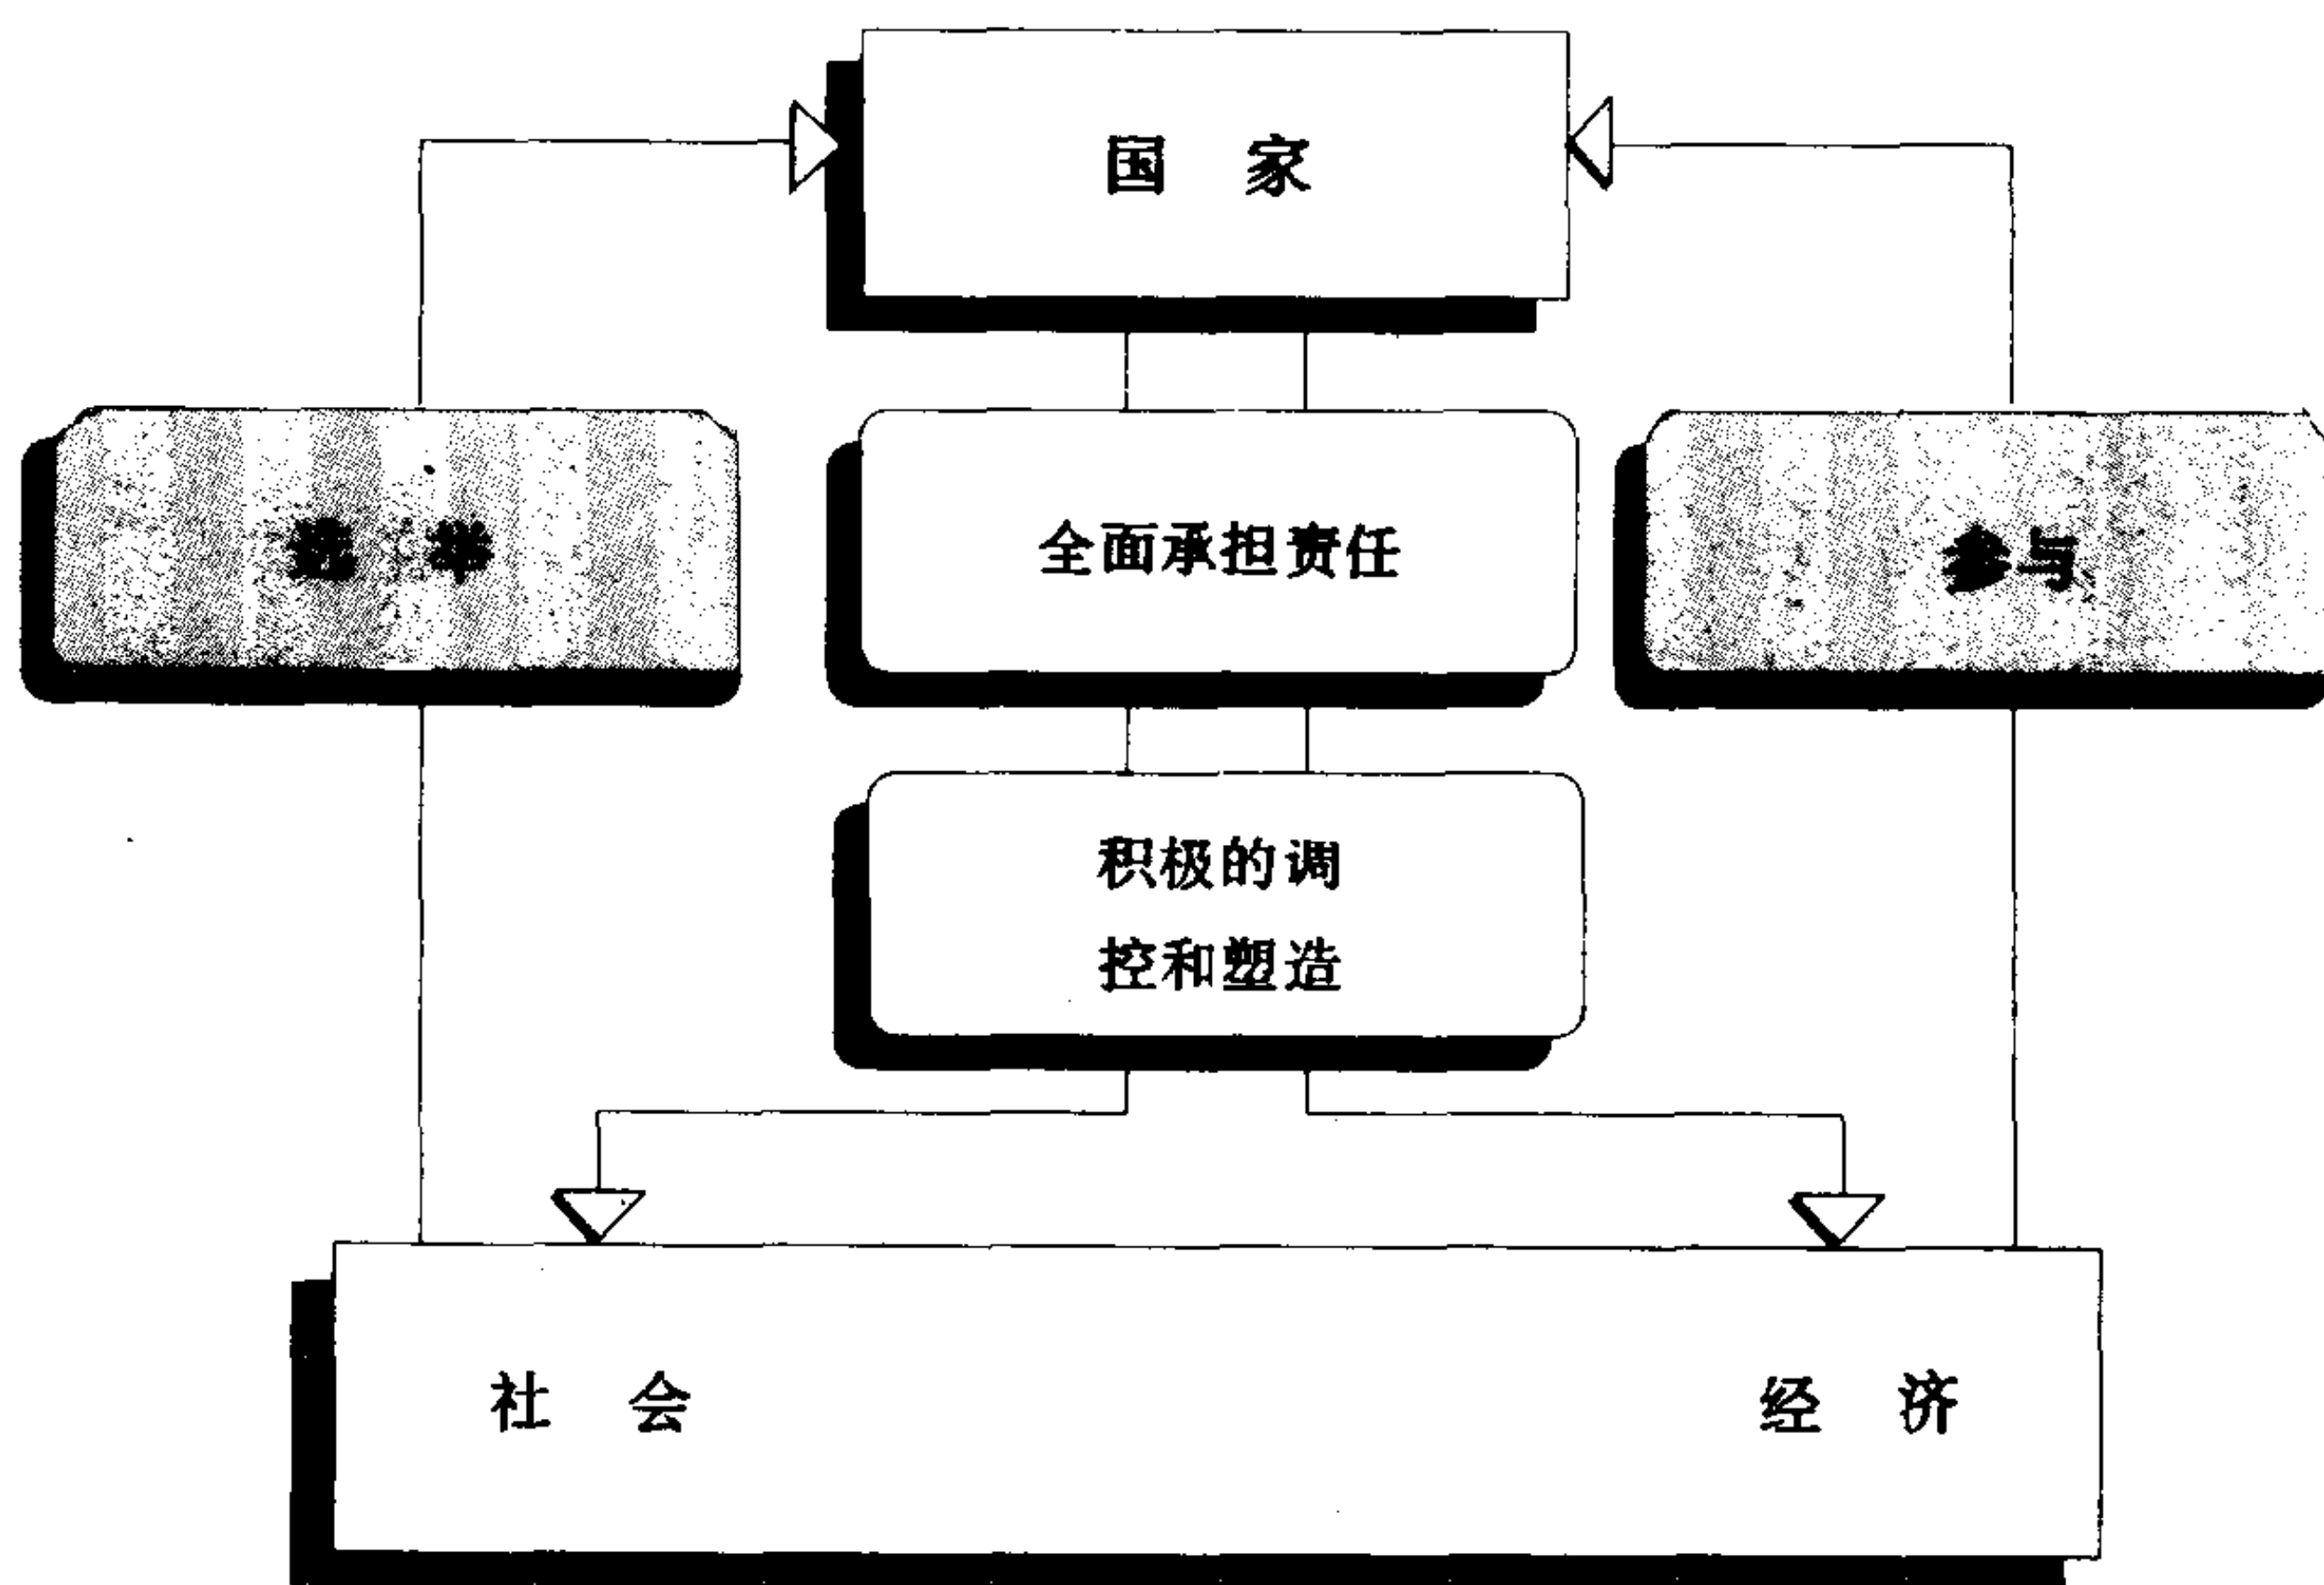 国 家
选 举
全面承担责任
参与
积极的调
控和塑造
社 会
经 济